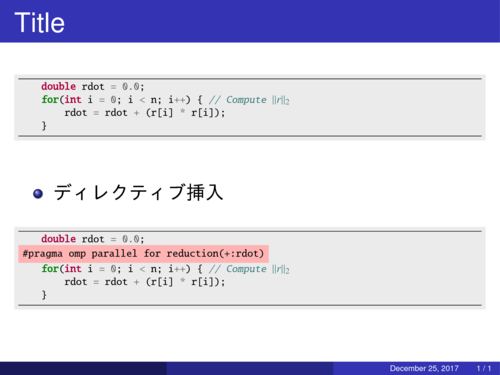 Title
double rdot = 0.0;
for(int i = 0; i < n; i++) { // Compute ‖r‖₂
rdot = rdot + (r[i] * r[i]);
}
ディレクティブ挿入
double rdot = 0.0;
#pragma omp parallel for reduction(+:rdot)
for(int i = 0; i < n; i++) { // Compute ‖r‖₂
rdot = rdot + (r[i] * r[i]);
}
December 25, 2017 1 / 1